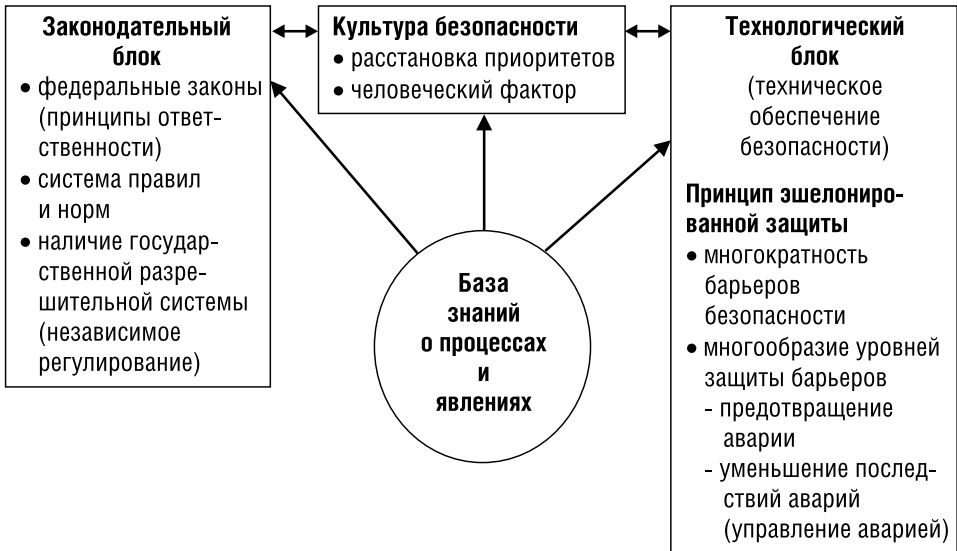 Законодательный
блок
• федеральные законы
(принципы ответ-
ственности)
• система правил
и норм
• наличие государ-
ственной разре-
шительной системы
(независимое
регулирование)
Культура безопасности
• расстановка приоритетов
• человеческий фактор
Технологический
блок
(техническое
обеспечение
безопасности)
Принцип эшелониро-
ванной защиты
• многократность
барьеров
безопасности
• многообразие уровней
защиты барьеров
- предотвращение
аварии
- уменьшение послед-
ствий аварий
(управление аварией)
База
знаний
о процессах
и
явлениях